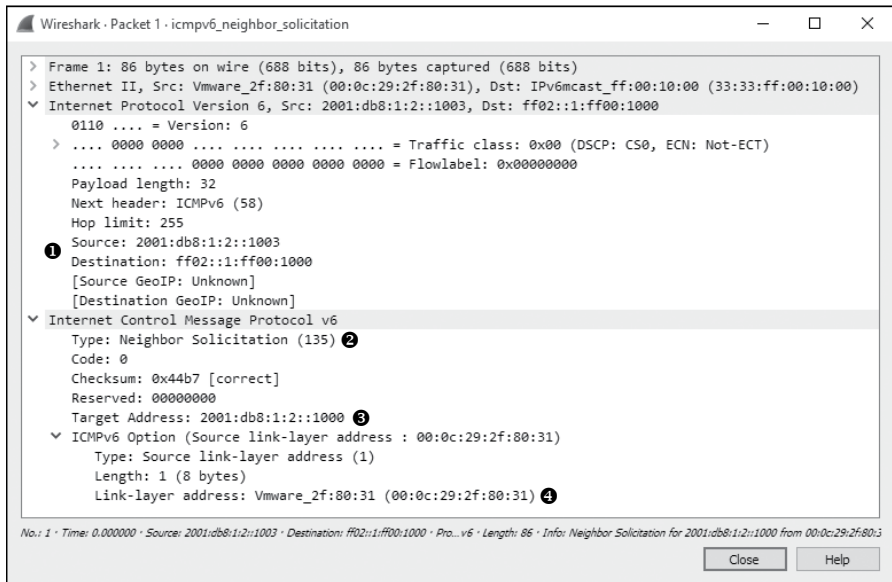 Wireshark · Packet 1 · icmpv6_neighbor_solicitation
> Frame 1: 86 bytes on wire (688 bits), 86 bytes captured (688 bits)
> Ethernet II, Src: Vmware_2f:80:31 (00:0c:29:2f:80:31), Dst: IPv6mcast_ff:00:10:00 (33:33:ff:00:10:00)
Internet Protocol Version 6, Src: 2001:db8:1:2::1003, Dst: ff02::1:ff00:1000
0110 .... = Version: 6
> .... 0000 0000 .... .... .... .... .... = Traffic class: 0x00 (DSCP: CS0, ECN: Not-ECT)
.... .... .... 0000 0000 0000 0000 0000 = Flowlabel: 0x00000000
Payload length: 32
Next header: ICMPv6 (58)
Hop limit: 255
❶ Source: 2001:db8:1:2::1003
Destination: ff02::1:ff00:1000
[Source GeoIP: Unknown]
[Destination GeoIP: Unknown]
Internet Control Message Protocol v6
Type: Neighbor Solicitation (135) ❷
Code: 0
Checksum: 0x44b7 [correct]
Reserved: 00000000
Target Address: 2001:db8:1:2::1000 ❸
ICMPv6 Option (Source link-layer address : 00:0c:29:2f:80:31)
Type: Source link-layer address (1)
Length: 1 (8 bytes)
Link-layer address: Vmware_2f:80:31 (00:0c:29:2f:80:31) ❹
No.: 1 · Time: 0.000000 · Source: 2001:db8:1:2::1003 · Destination: ff02::1:ff00:1000 · Pro...v6 · Length: 86 · Info: Neighbor Solicitation for 2001:db8:1:2::1000 from 00:0c:29:2f:80:3
Close Help